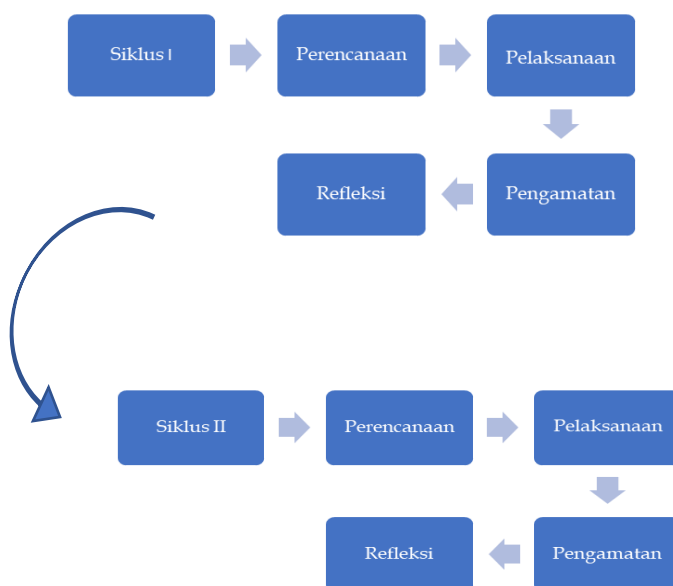 Siklus I
Perencanaan
Pelaksanaan
Pengamatan
Refleksi
Siklus II
Perencanaan
Pelaksanaan
Pengamatan
Refleksi